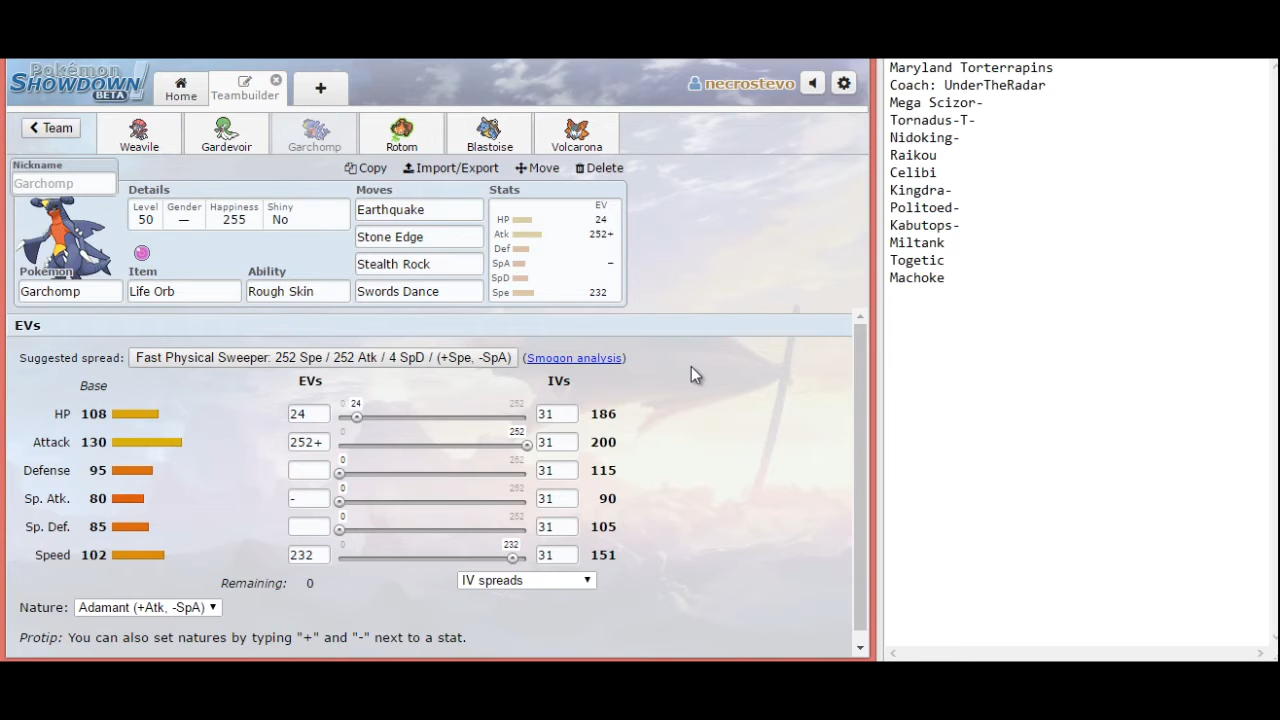 Pokémon
SHOWDOWN
BETA
Home
Teambuilder
+
necrostevo
Team
Weavile
Gardevoir
Garchomp
Rotom
Blastoise
Volcarona
Copy
Import/Export
Move
Delete
Nickname
Garchomp
Details
Level Gender Happiness Shiny
50 — 255 No
Pokémon
Garchomp
Item
Life Orb
Ability
Rough Skin
Moves
Earthquake
Stone Edge
Stealth Rock
Swords Dance
Stats
EV
HP 24
Atk 252+
Def
SpA –
SpD
Spe 232
EVs
Suggested spread: Fast Physical Sweeper: 252 Spe / 252 Atk / 4 SpD / (+Spe, -SpA) (Smogon analysis)
Base EVs IVs
HP 108 24 0 24 252 31 186
Attack 130 252+ 0 252 31 200
Defense 95 0 252 31 115
Sp. Atk. 80 - 0 252 31 90
Sp. Def. 85 0 252 31 105
Speed 102 232 0 232 252 31 151
Remaining: 0 IV spreads
Nature: Adamant (+Atk, -SpA)
Protip: You can also set natures by typing "+" and "-" next to a stat.
Maryland Torterrapins
Coach: UnderTheRadar
Mega Scizor-
Tornadus-T-
Nidoking-
Raikou
Celibi
Kingdra-
Politoed-
Kabutops-
Miltank
Togetic
Machoke